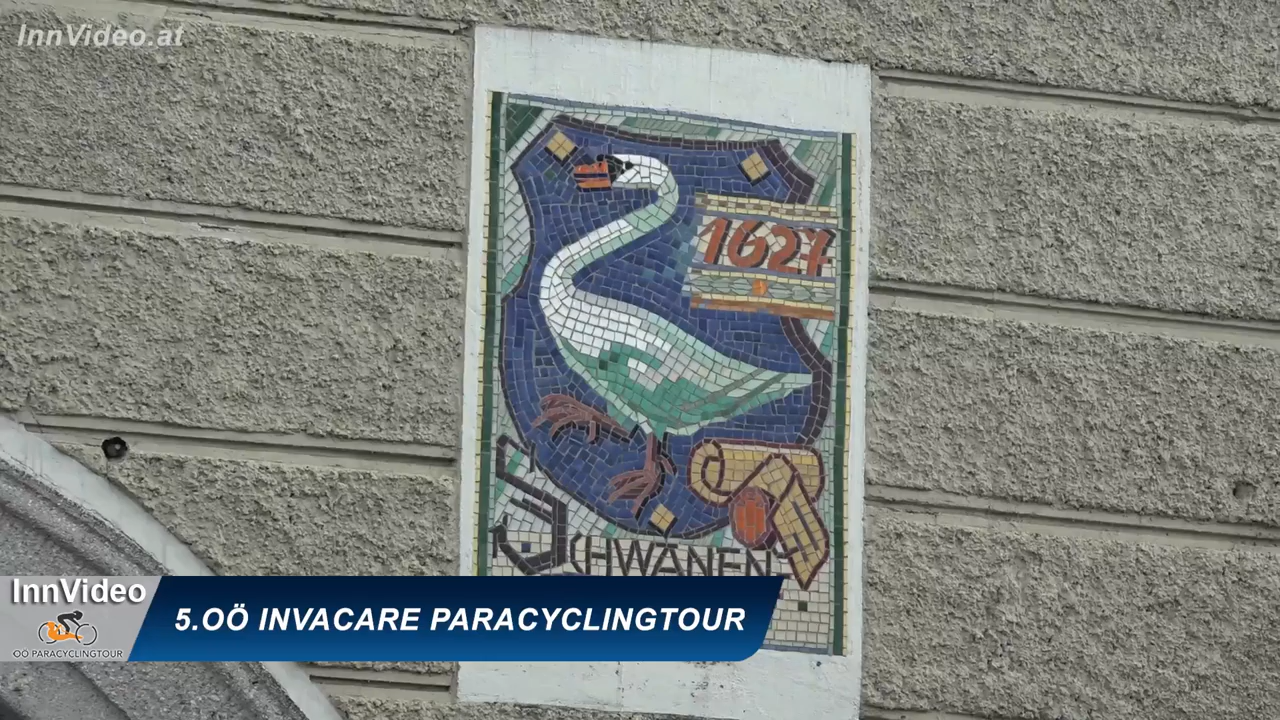 InnVideo.at
1627
SCHWANEN
InnVideo
OÖ PARACYCLINGTOUR
5.OÖ INVACARE PARACYCLINGTOUR